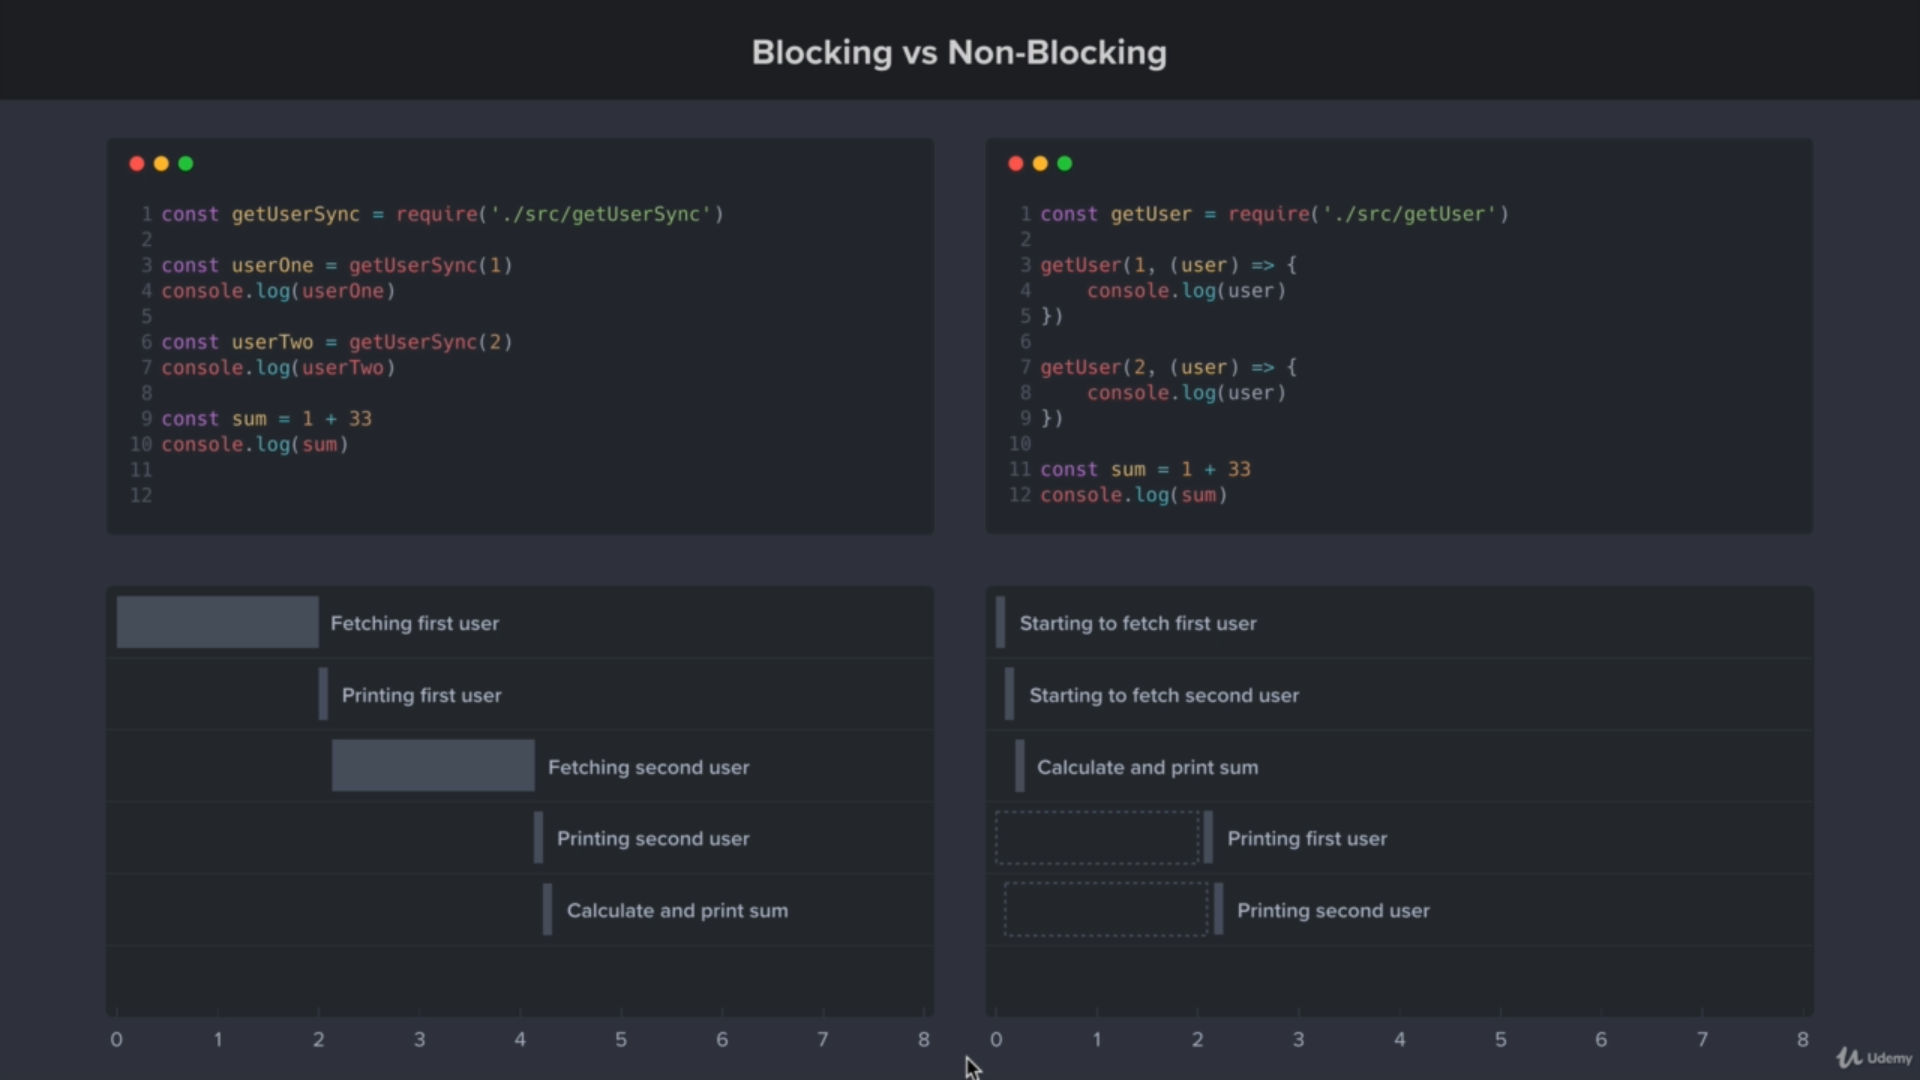 Blocking vs Non-Blocking
1 const getUserSync = require('./src/getUserSync')
2
3 const userOne = getUserSync(1)
4 console.log(userOne)
5
6 const userTwo = getUserSync(2)
7 console.log(userTwo)
8
9 const sum = 1 + 33
10 console.log(sum)
11
12
1 const getUser = require('./src/getUser')
2
3 getUser(1, (user) => {
4     console.log(user)
5 })
6
7 getUser(2, (user) => {
8     console.log(user)
9 })
10
11 const sum = 1 + 33
12 console.log(sum)
Fetching first user
Printing first user
Fetching second user
Printing second user
Calculate and print sum
0 1 2 3 4 5 6 7 8
Starting to fetch first user
Starting to fetch second user
Calculate and print sum
Printing first user
Printing second user
0 1 2 3 4 5 6 7 8
Udemy